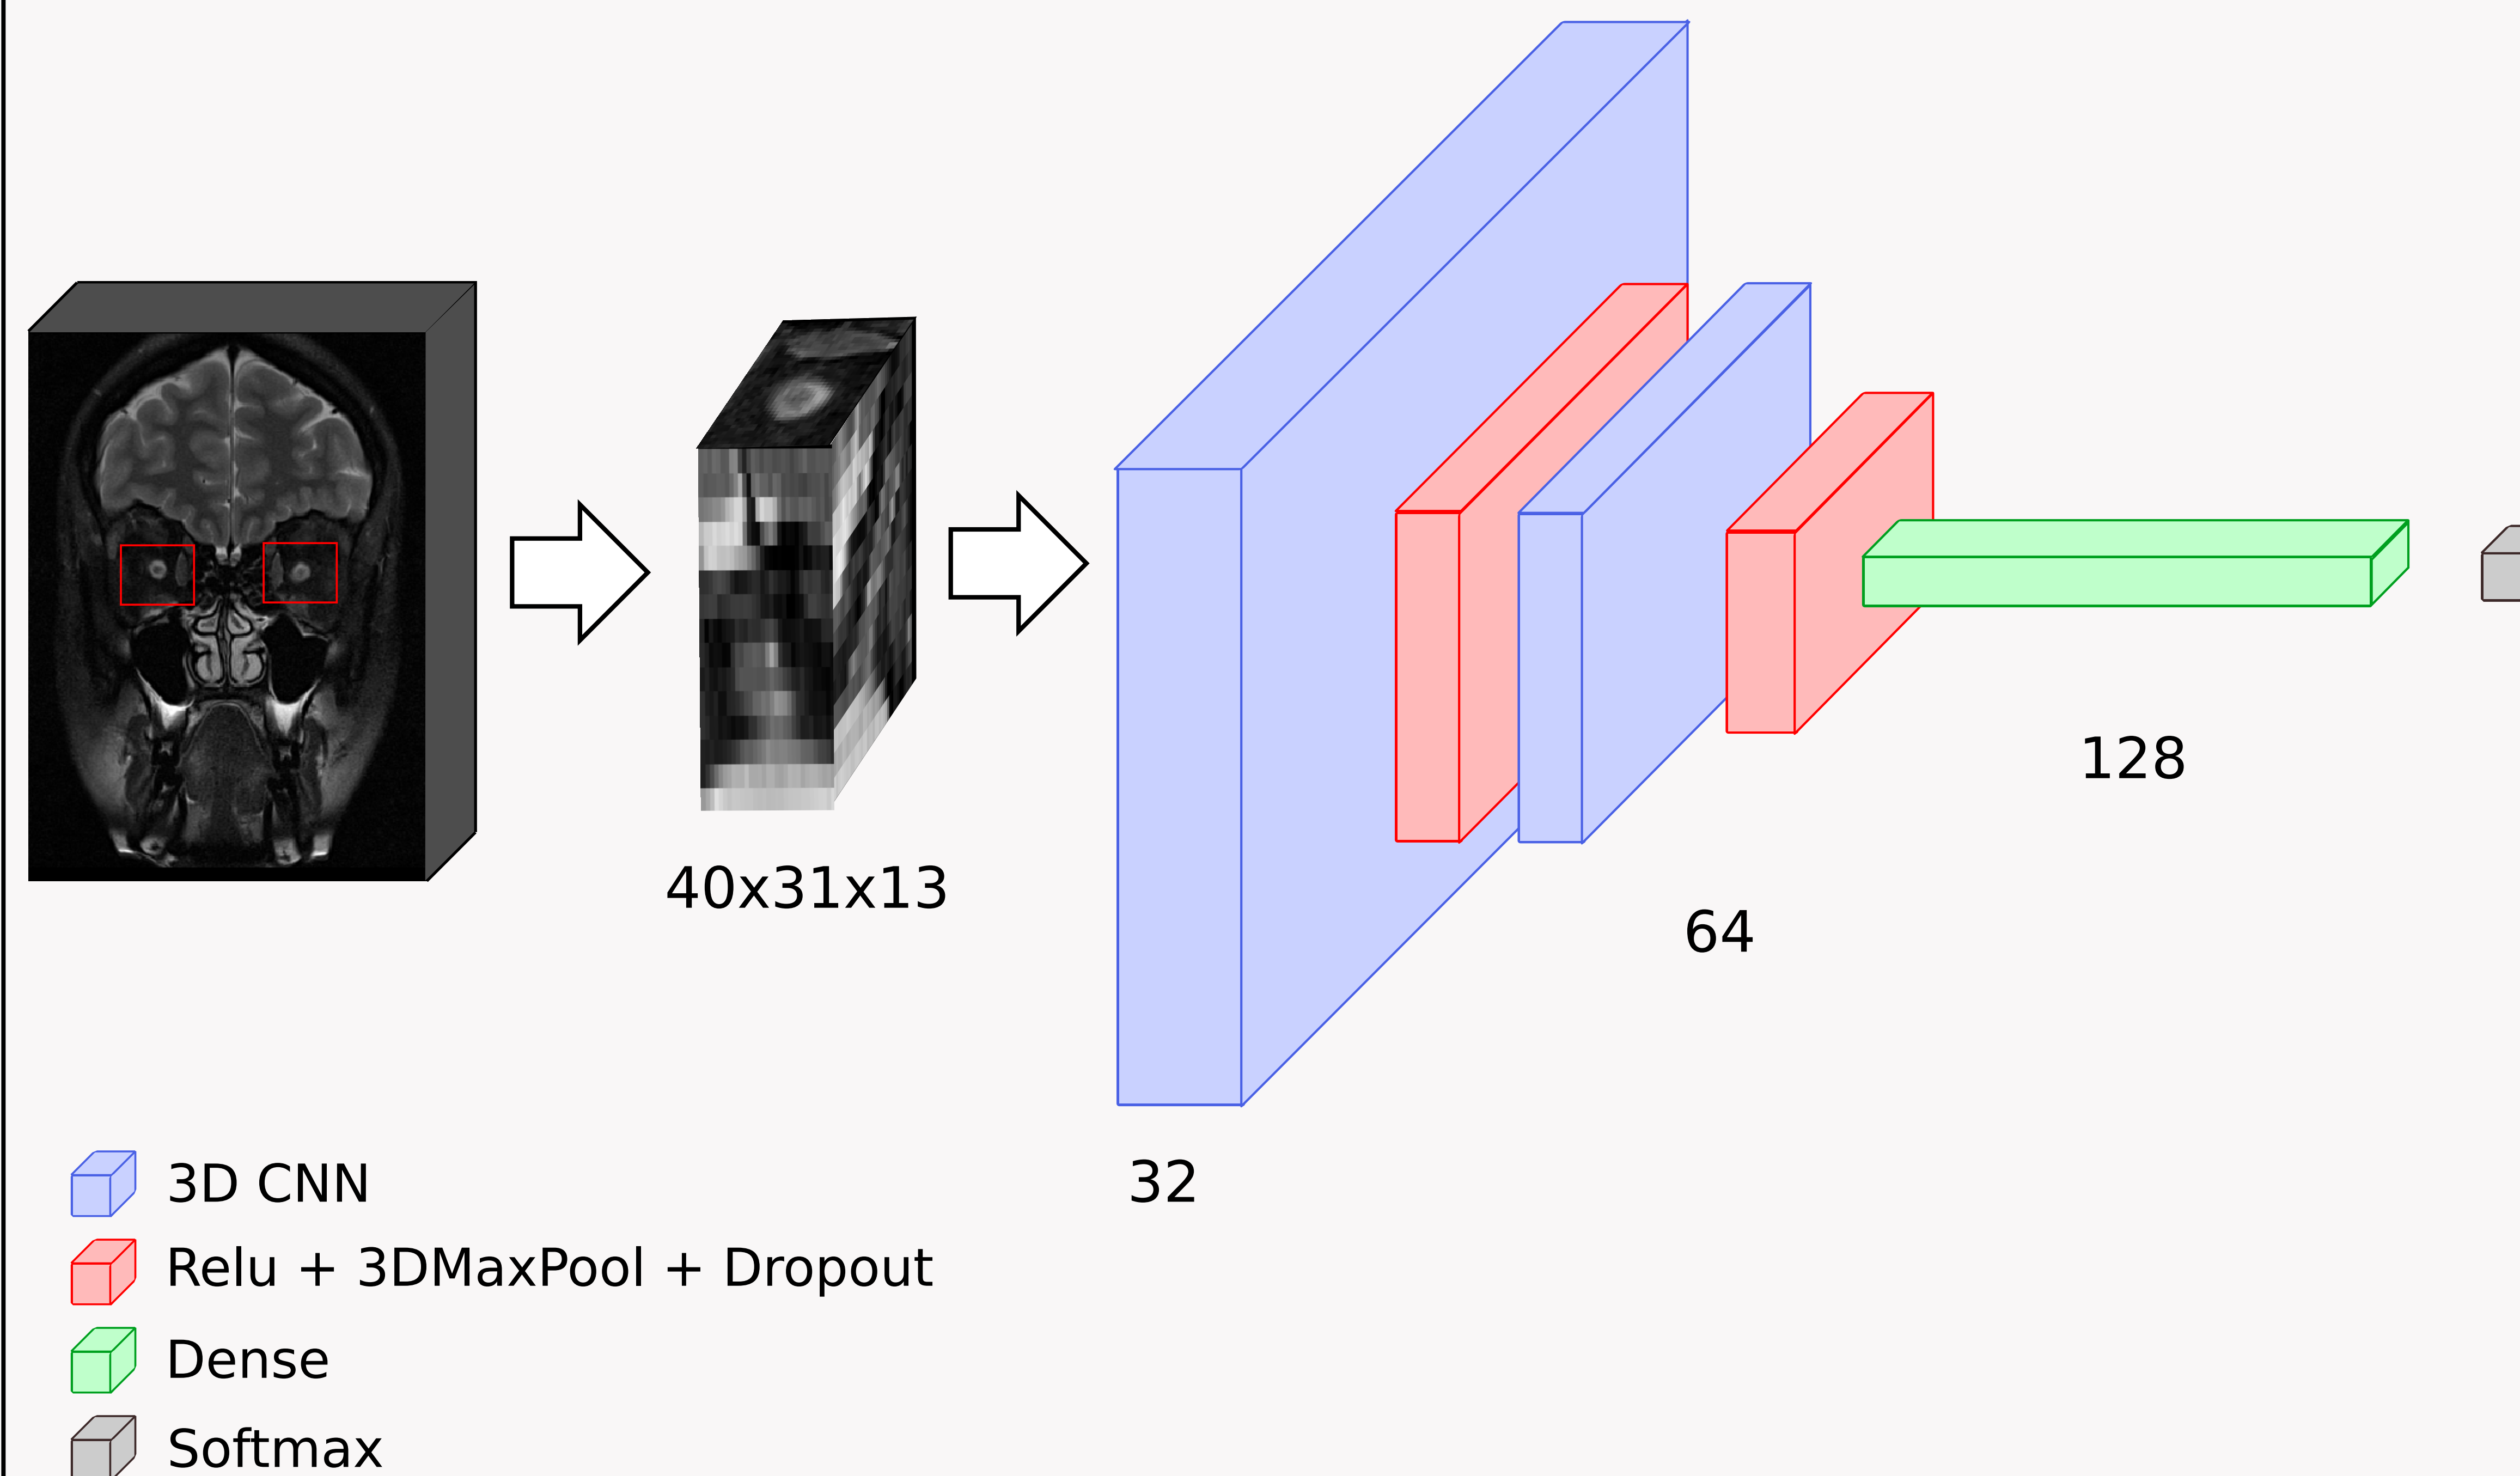 40x31x13
128
64
32
3D CNN
Relu + 3DMaxPool + Dropout
Dense
Softmax